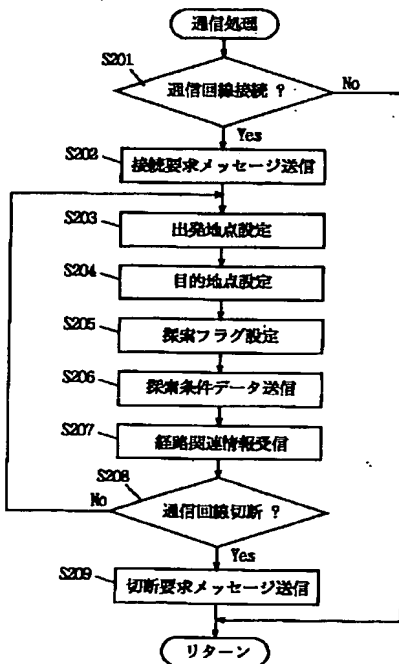 通信処理
S201
通信回線接続 ?
No
Yes
S202
接続要求メッセージ送信
S203
出発地点設定
S204
目的地点設定
S205
探索フラグ設定
S206
探索条件データ送信
S207
経路関連情報受信
S208
No
通信回線切断 ?
Yes
S209
切断要求メッセージ送信
リターン